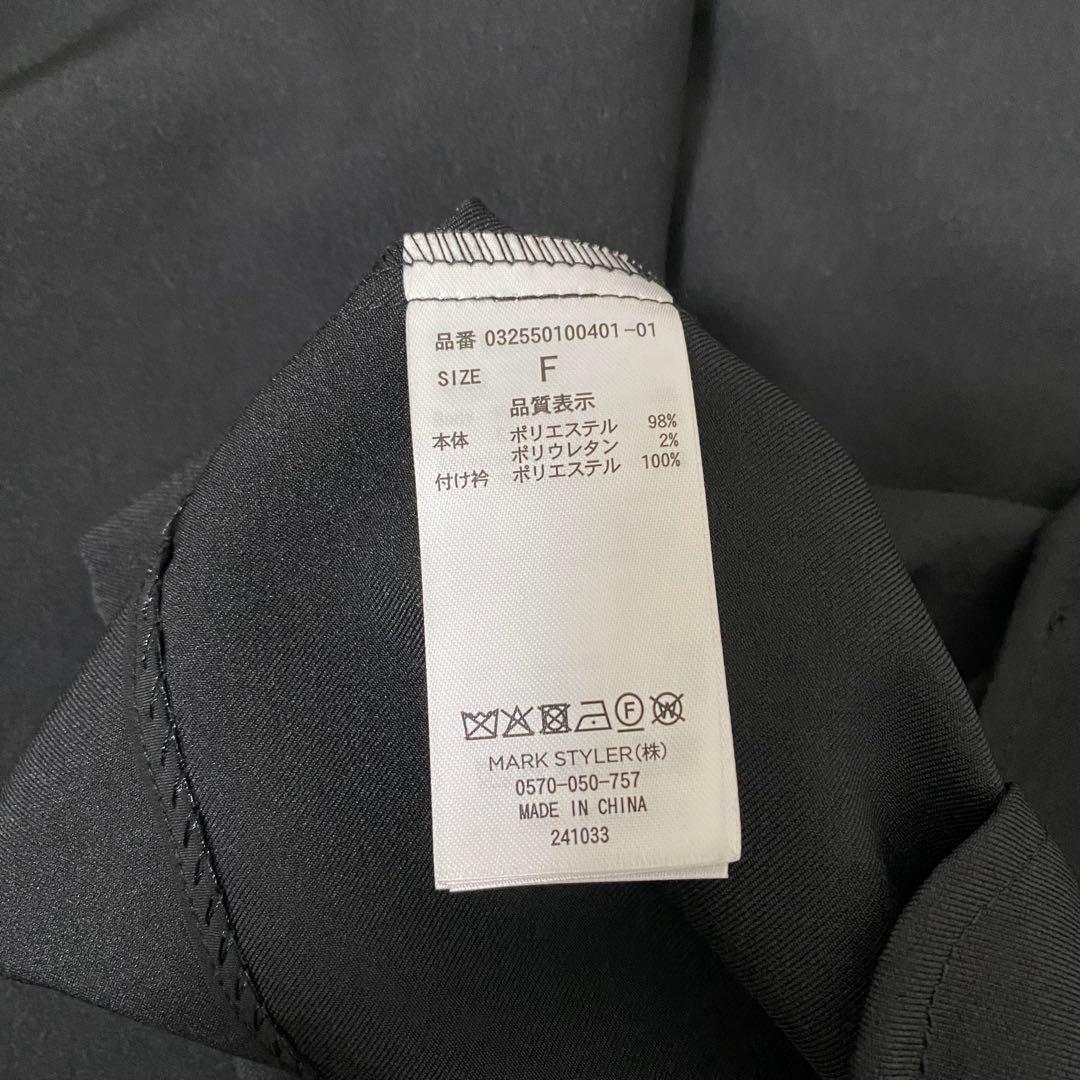 品番 032550100401-01
SIZE F
品質表示
本体 ポリエステル 98%
ポリウレタン 2%
付け衿 ポリエステル 100%
F W
MARK STYLER(株)
0570-050-757
MADE IN CHINA
241033